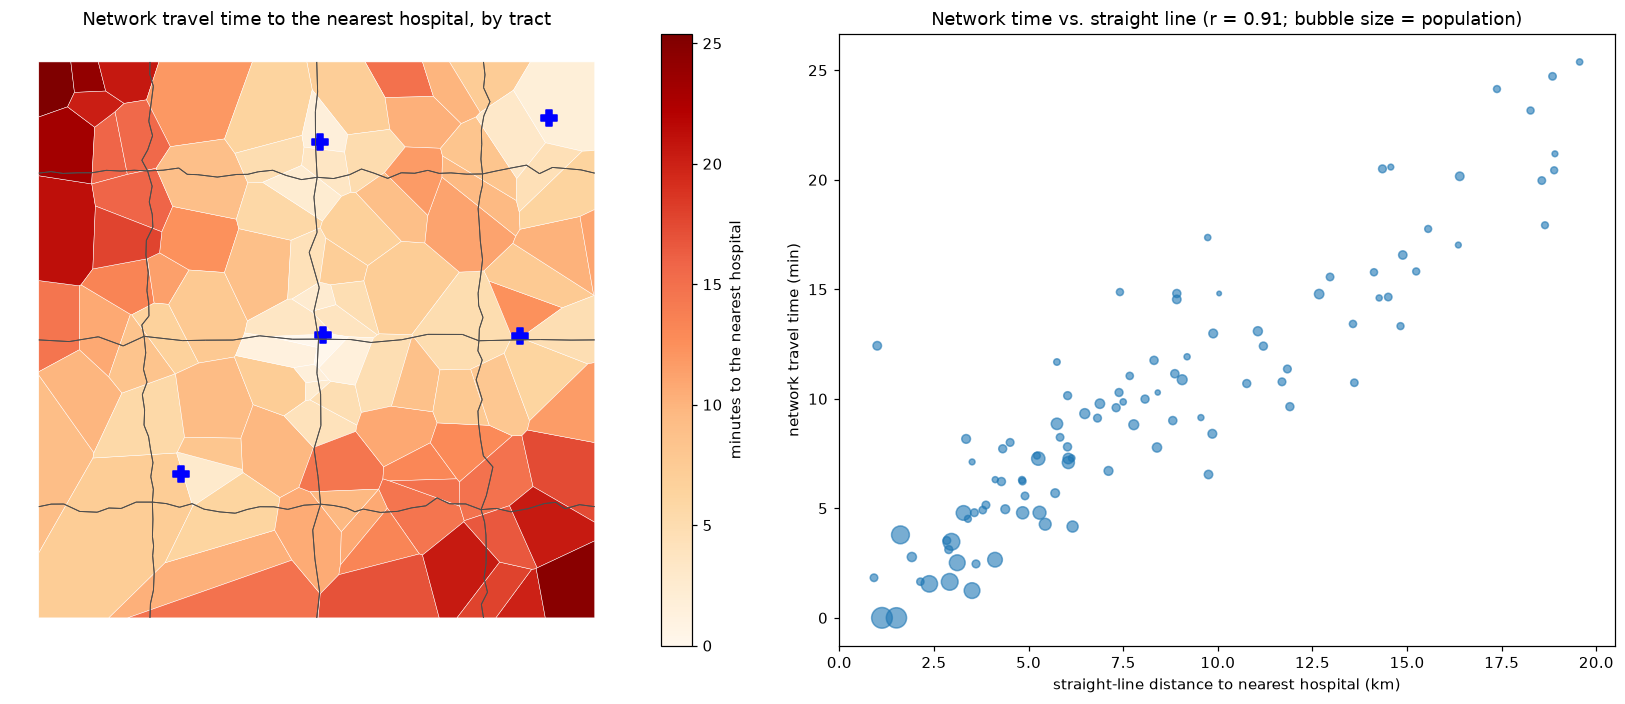 Network travel time to the nearest hospital, by tract
25
20
15
10
5
0
minutes to the nearest hospital
Network time vs. straight line (r = 0.91; bubble size = population)
25
20
15
10
5
0
network travel time (min)
0.0 2.5 5.0 7.5 10.0 12.5 15.0 17.5 20.0
straight-line distance to nearest hospital (km)